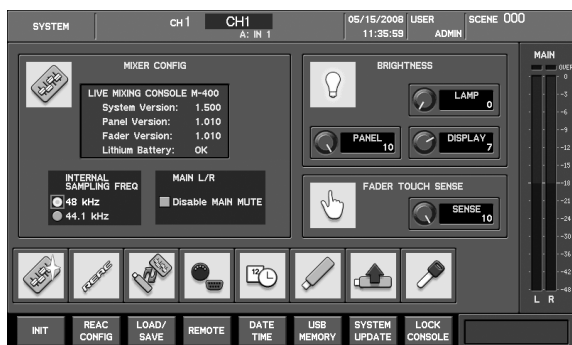 SYSTEM
CH 1
CH1
A: IN 1
05/15/2008
11:35:59
USER
ADMIN
SCENE 000
MIXER CONFIG
LIVE MIXING CONSOLE M-400
System Version: 1.500
Panel Version: 1.010
Fader Version: 1.010
Lithium Battery: OK
INTERNAL
SAMPLING FREQ
48 kHz
44.1 kHz
MAIN L/R
Disable MAIN MUTE
BRIGHTNESS
LAMP
0
PANEL
10
DISPLAY
7
FADER TOUCH SENSE
SENSE
10
MAIN
OVER
0
-3
-6
-9
-12
-15
-18
-21
-24
-30
-36
-42
-48
L R
REAC
12
INIT
REAC
CONFIG
LOAD/
SAVE
REMOTE
DATE
TIME
USB
MEMORY
SYSTEM
UPDATE
LOCK
CONSOLE